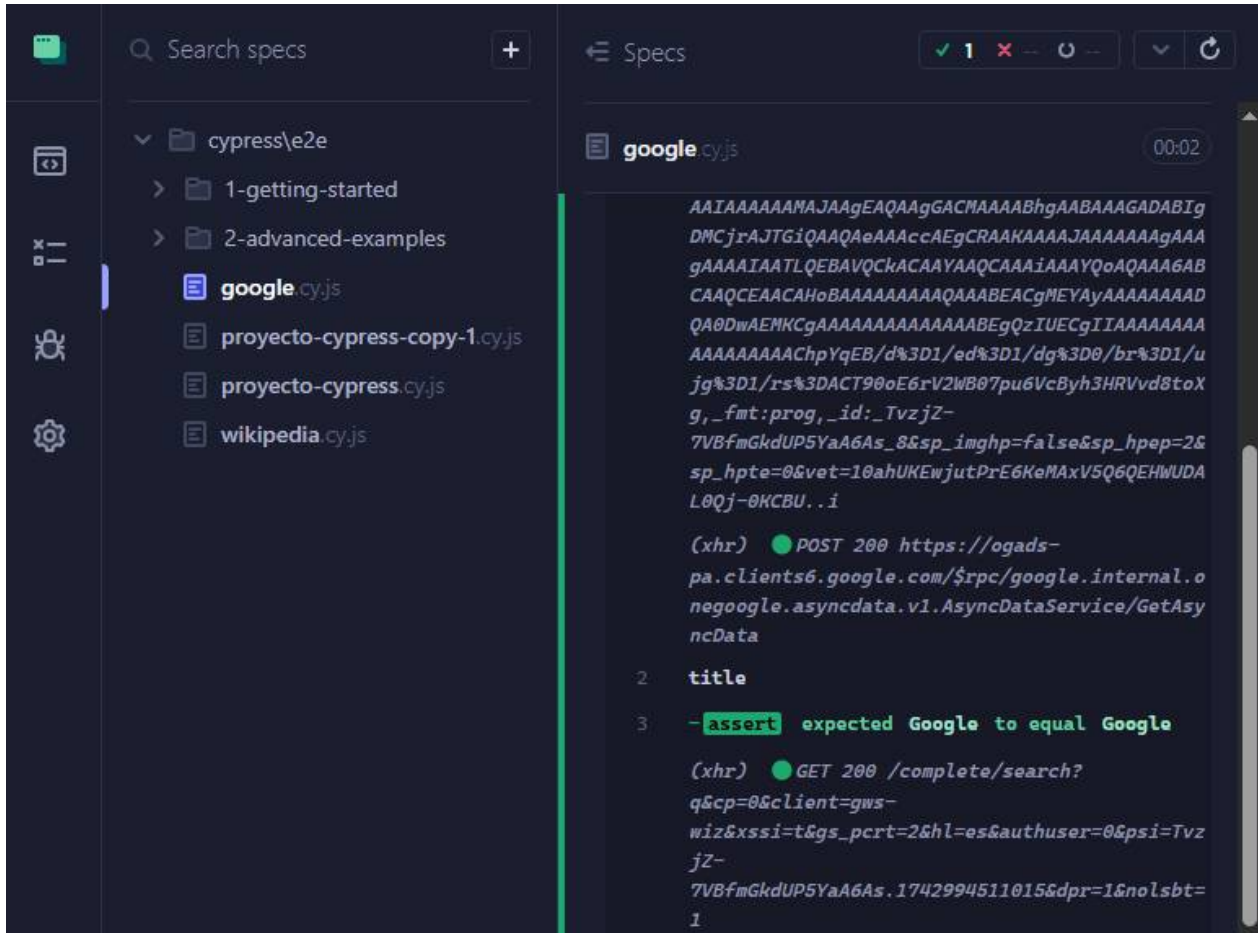 Search specs
+
Specs
1 -- --
cypress\e2e
1-getting-started
2-advanced-examples
google.cy.js
proyecto-cypress-copy-1.cy.js
proyecto-cypress.cy.js
wikipedia.cy.js
google.cy.js
00:02
AAIAAAAAAMAJAAgEAQAAgGACMAAAABhgAABAAAGADABIg
DMCjrAJTGiQAAQAeAAAccAEgCRAAKAAAAJAAAAAAAgAAA
gAAAAIAATLQEBAVQCkACAAYAAQCAAAiAAAYQoAQAAA6AB
CAAQCEAACAHoBAAAAAAAAAQAAABEACgMEYAyAAAAAAAAD
QA0DwAEMKCgAAAAAAAAAAAAAABEgQzIUECgIIAAAAAAAA
AAAAAAAAAChpYqEB/d%3D1/ed%3D1/dg%3D0/br%3D1/u
jg%3D1/rs%3DACT90oE6rV2WB07pu6VcByh3HRVvd8toX
g,_fmt:prog,_id:_TvzjZ-
7VBfmGkdUP5YaA6As_8&sp_imghp=false&sp_hpep=2&
sp_hpte=0&vet=10ahUKEwjutPrE6KeMAxV5Q6QEHWUDA
L0Qj-0KCBU..i
(xhr) POST 200 https://ogads-
pa.clients6.google.com/$rpc/google.internal.o
negoogle.asyncdata.v1.AsyncDataService/GetAsy
ncData
2 title
3 -assert expected Google to equal Google
(xhr) GET 200 /complete/search?
q&cp=0&client=gws-
wiz&xssi=t&gs_pcrt=2&hl=es&authuser=0&psi=Tvz
jZ-
7VBfmGkdUP5YaA6As.1742994511015&dpr=1&nolsbt=
1